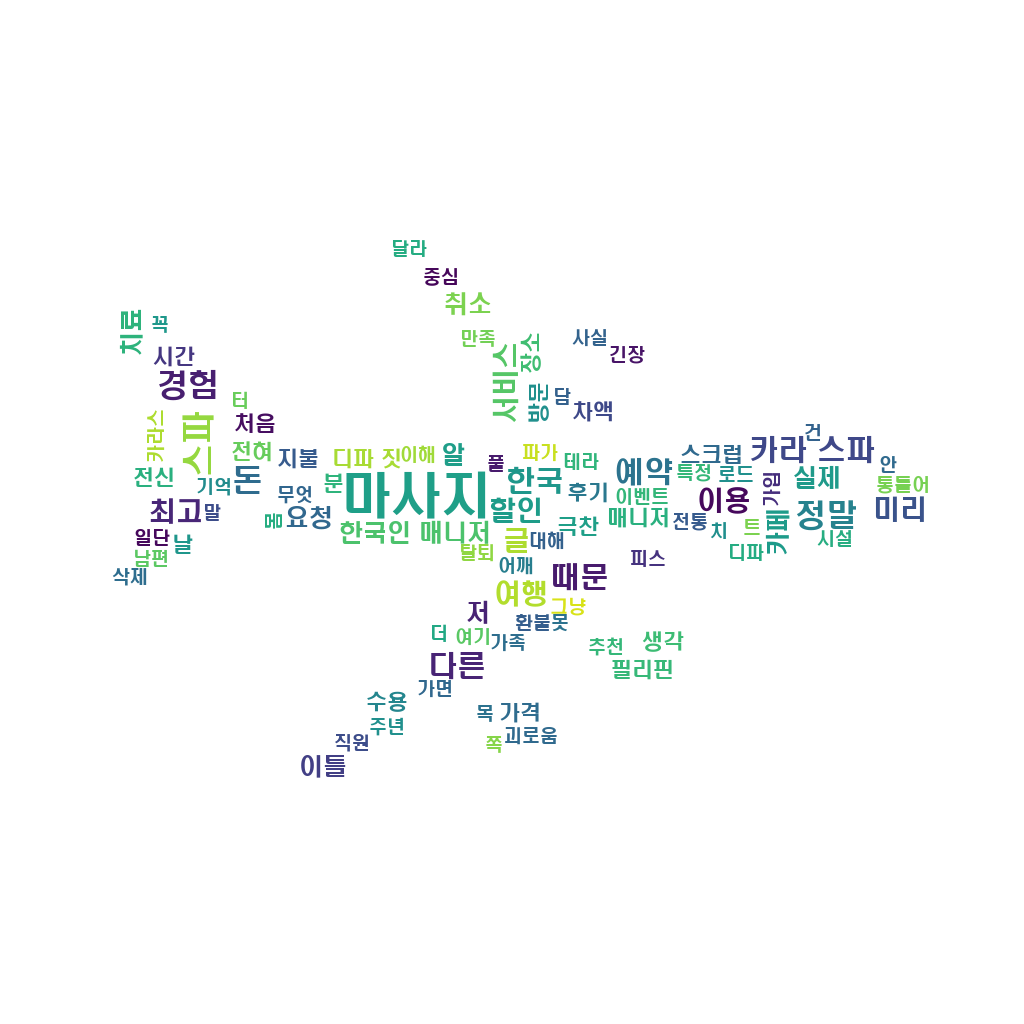 달라
중심
취소
치료
꼭
만족
사실
시간
서비스
장소
긴장
경험
터
방문
담
차액
카라스
스파
처음
건
전혀
지불
디파
짓이해
알
파가
스크럽
카라 스파
전신
기억
돈
무엇
분
마사지
풀
한국
테라
예약
특정
로드
가입
실제
안
통틀어
최고
말
몸
요청
한국인 매니저
할인
후기
이벤트
이용
정말
미리
일단
날
글
극찬
매니저
전통
치
트
카페
시설
남편
탈퇴
대해
디파
삭제
어깨
때문
피스
여행
그냥
저
환불못
더
여기
가족
추천
생각
다른
필리핀
가면
수용
목
가격
주년
직원
쪽
괴로움
이틀